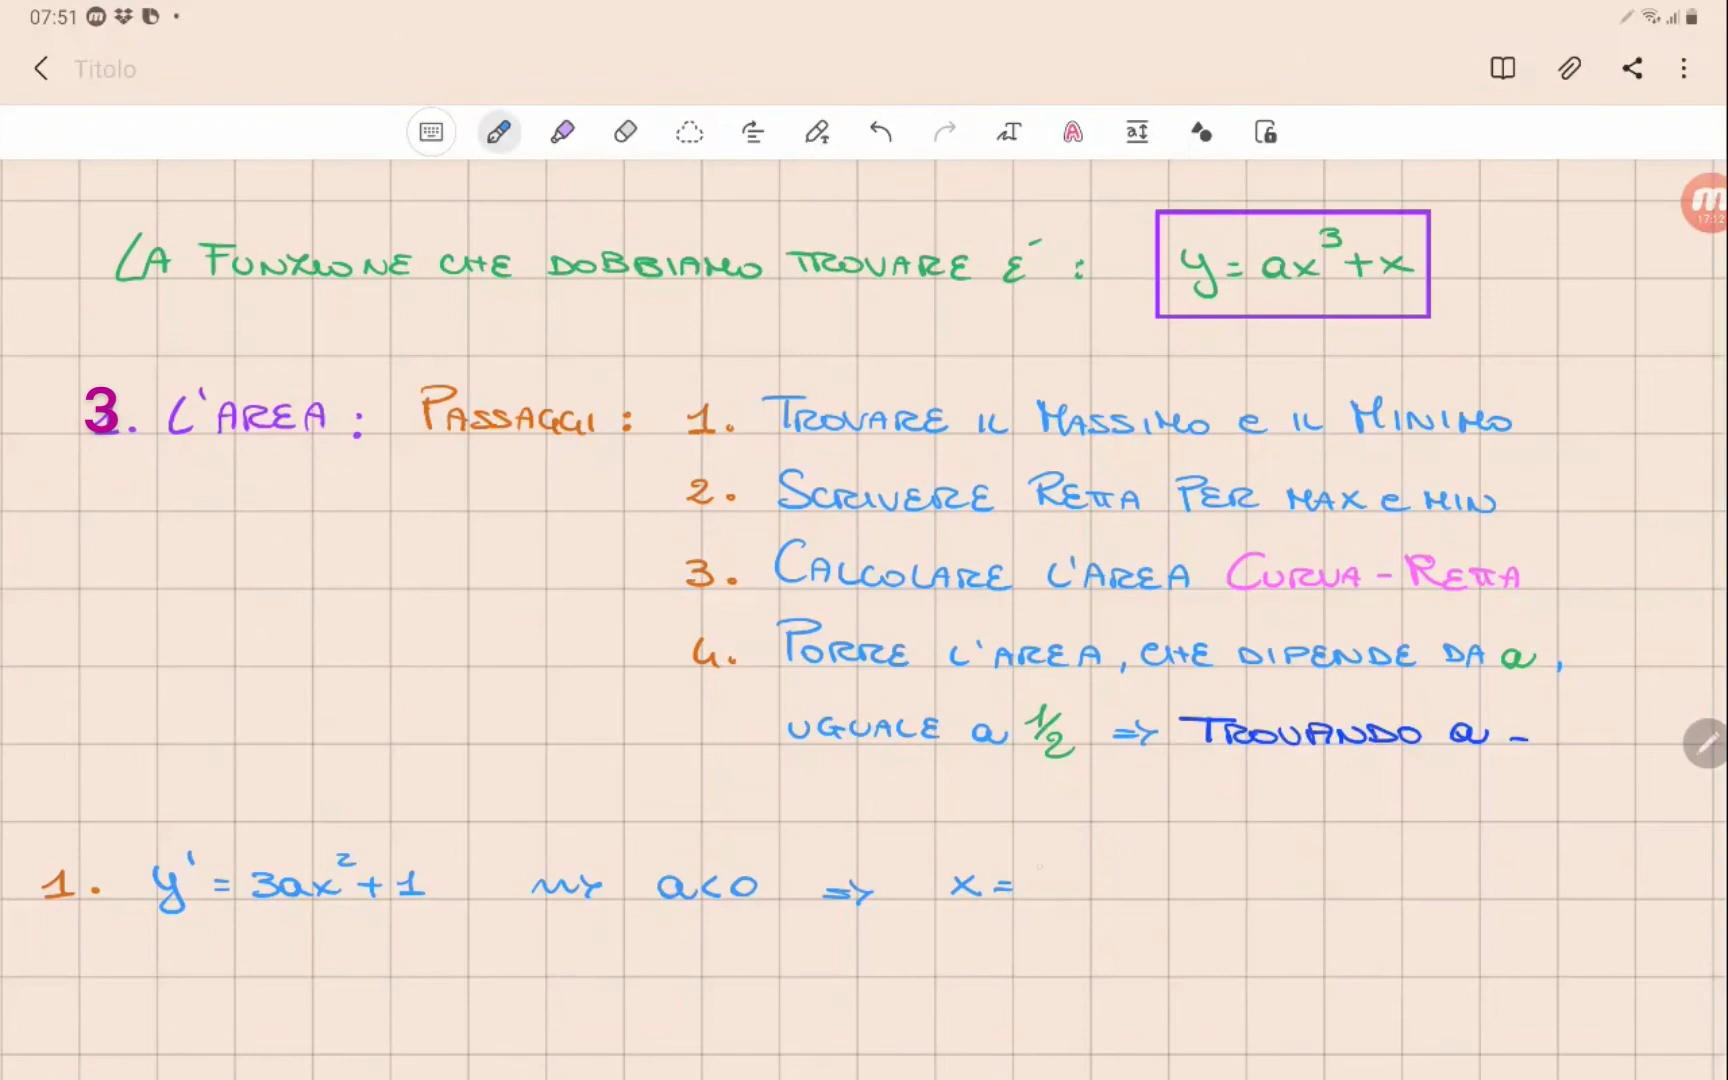 07:51
Titolo
17:12
LA FUNZIONE CHE DOBBIAMO TROVARE É : y = ax³ + x
3. L'AREA : PASSAGGI : 1. TROVARE IL MASSIMO e IL MINIMO
2. SCRIVERE RETTA PER MAX e MIN
3. CALCOLARE L'AREA CURVA - RETTA
4. PORRE L'AREA, CHE DIPENDE DA a,
UGUALE a 1/2 => TROVANDO a -
1. y' = 3ax² + 1 a<0 => x =